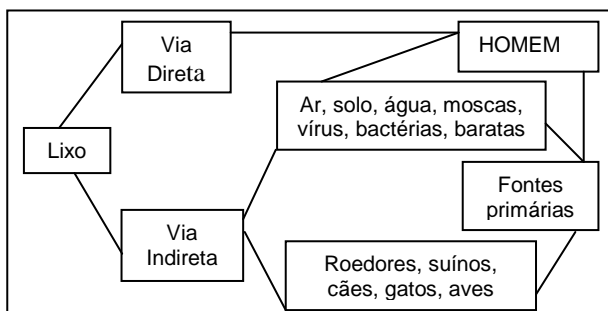 Via
Direta
HOMEM
Ar, solo, água, moscas,
vírus, bactérias, baratas
Lixo
Fontes
primárias
Via
Indireta
Roedores, suínos,
cães, gatos, aves